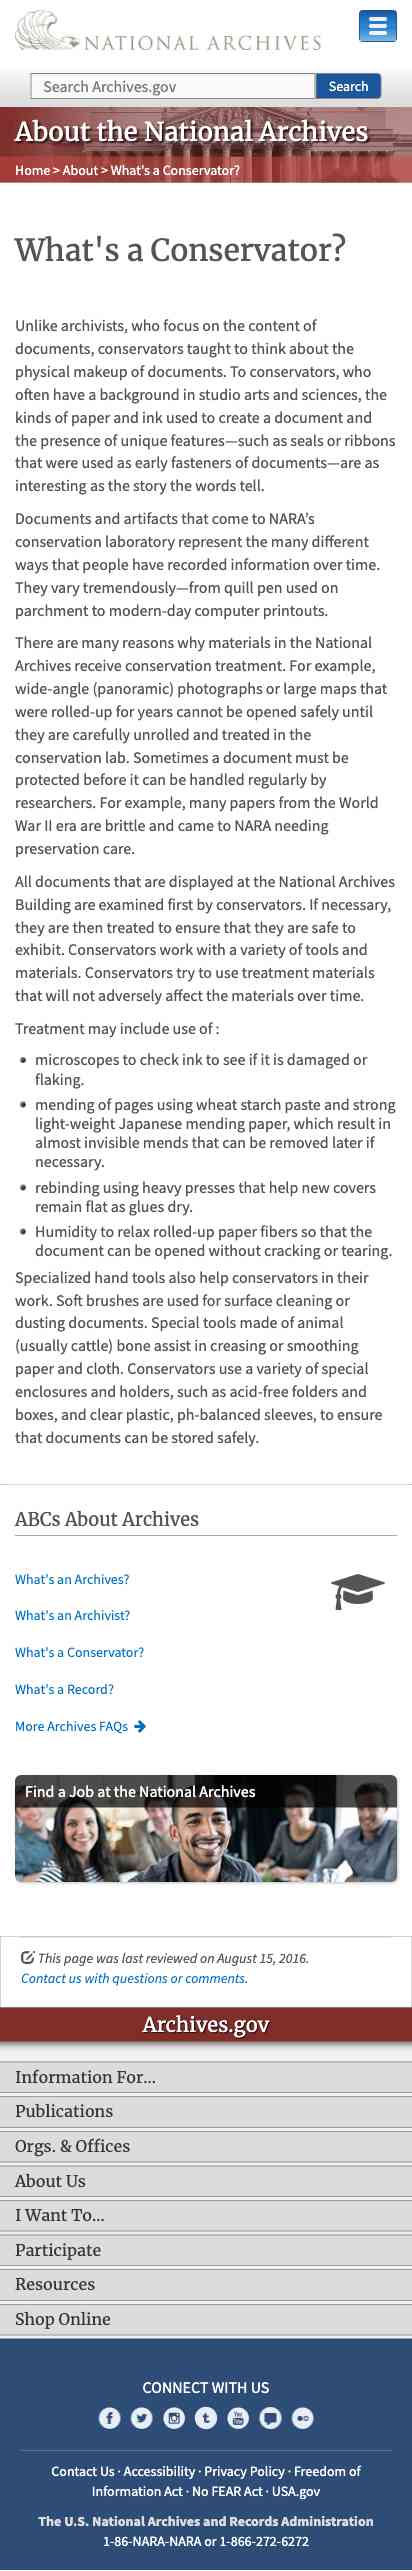 NATIONAL ARCHIVES
Search Archives.gov
Search
About the National Archives
Home > About > What's a Conservator?
What's a Conservator?
Unlike archivists, who focus on the content of
documents, conservators taught to think about the
physical makeup of documents. To conservators, who
often have a background in studio arts and sciences, the
kinds of paper and ink used to create a document and
the presence of unique features—such as seals or ribbons
that were used as early fasteners of documents—are as
interesting as the story the words tell.
Documents and artifacts that come to NARA's
conservation laboratory represent the many different
ways that people have recorded information over time.
They vary tremendously—from quill pen used on
parchment to modern-day computer printouts.
There are many reasons why materials in the National
Archives receive conservation treatment. For example,
wide-angle (panoramic) photographs or large maps that
were rolled-up for years cannot be opened safely until
they are carefully unrolled and treated in the
conservation lab. Sometimes a document must be
protected before it can be handled regularly by
researchers. For example, many papers from the World
War II era are brittle and came to NARA needing
preservation care.
All documents that are displayed at the National Archives
Building are examined first by conservators. If necessary,
they are then treated to ensure that they are safe to
exhibit. Conservators work with a variety of tools and
materials. Conservators try to use treatment materials
that will not adversely affect the materials over time.
Treatment may include use of :
• microscopes to check ink to see if it is damaged or
flaking.
• mending of pages using wheat starch paste and strong
light-weight Japanese mending paper, which result in
almost invisible mends that can be removed later if
necessary.
• rebinding using heavy presses that help new covers
remain flat as glues dry.
• Humidity to relax rolled-up paper fibers so that the
document can be opened without cracking or tearing.
Specialized hand tools also help conservators in their
work. Soft brushes are used for surface cleaning or
dusting documents. Special tools made of animal
(usually cattle) bone assist in creasing or smoothing
paper and cloth. Conservators use a variety of special
enclosures and holders, such as acid-free folders and
boxes, and clear plastic, ph-balanced sleeves, to ensure
that documents can be stored safely.
ABCs About Archives
What's an Archives?
What's an Archivist?
What's a Conservator?
What's a Record?
More Archives FAQs
Find a Job at the National Archives
This page was last reviewed on August 15, 2016.
Contact us with questions or comments.
Archives.gov
Information For…
Publications
Orgs. & Offices
About Us
I Want To…
Participate
Resources
Shop Online
CONNECT WITH US
Contact Us · Accessibility · Privacy Policy · Freedom of
Information Act · No FEAR Act · USA.gov
The U.S. National Archives and Records Administration
1-86-NARA-NARA or 1-866-272-6272